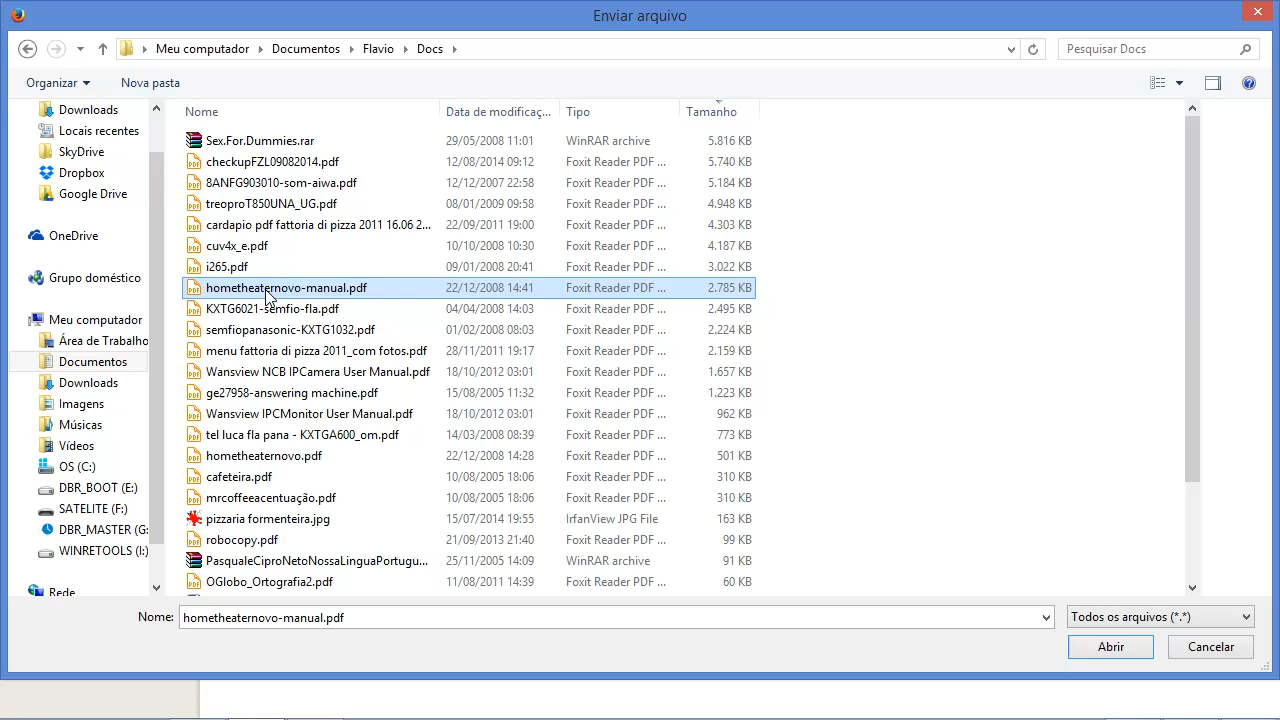 Enviar arquivo
Meu computador Documentos Flavio Docs
Pesquisar Docs
Organizar Nova pasta
Nome Data de modificaç... Tipo Tamanho
Downloads
Locais recentes
SkyDrive
Dropbox
Google Drive
OneDrive
Grupo doméstico
Meu computador
Área de Trabalho
Documentos
Downloads
Imagens
Músicas
Vídeos
OS (C:)
DBR_BOOT (E:)
SATELITE (F:)
DBR_MASTER (G:
WINRETOOLS (I:)
Rede
Sex.For.Dummies.rar 29/05/2008 11:01 WinRAR archive 5.816 KB
checkupFZL09082014.pdf 12/08/2014 09:12 Foxit Reader PDF ... 5.740 KB
8ANFG903010-som-aiwa.pdf 12/12/2007 22:58 Foxit Reader PDF ... 5.184 KB
treoproT850UNA_UG.pdf 08/01/2009 09:58 Foxit Reader PDF ... 4.948 KB
cardapio pdf fattoria di pizza 2011 16.06 2... 22/09/2011 19:00 Foxit Reader PDF ... 4.303 KB
cuv4x_e.pdf 10/10/2008 10:30 Foxit Reader PDF ... 4.187 KB
i265.pdf 09/01/2008 20:41 Foxit Reader PDF ... 3.022 KB
hometheaternovo-manual.pdf 22/12/2008 14:41 Foxit Reader PDF ... 2.785 KB
KXTG6021-semfio-fla.pdf 04/04/2008 14:03 Foxit Reader PDF ... 2.495 KB
semfiopanasonic-KXTG1032.pdf 01/02/2008 08:03 Foxit Reader PDF ... 2.224 KB
menu fattoria di pizza 2011_com fotos.pdf 28/11/2011 19:17 Foxit Reader PDF ... 2.159 KB
Wansview NCB IPCamera User Manual.pdf 18/10/2012 03:01 Foxit Reader PDF ... 1.657 KB
ge27958-answering machine.pdf 15/08/2005 11:32 Foxit Reader PDF ... 1.223 KB
Wansview IPCMonitor User Manual.pdf 18/10/2012 03:01 Foxit Reader PDF ... 962 KB
tel luca fla pana - KXTGA600_om.pdf 14/03/2008 08:39 Foxit Reader PDF ... 773 KB
hometheaternovo.pdf 22/12/2008 14:28 Foxit Reader PDF ... 501 KB
cafeteira.pdf 10/08/2005 18:06 Foxit Reader PDF ... 310 KB
mrcoffeeacentuação.pdf 10/08/2005 18:06 Foxit Reader PDF ... 310 KB
pizzaria formenteira.jpg 15/07/2014 19:55 IrfanView JPG File 163 KB
robocopy.pdf 21/09/2013 21:40 Foxit Reader PDF ... 99 KB
PasqualeCiproNetoNossaLinguaPortugu... 25/11/2005 14:09 WinRAR archive 91 KB
OGlobo_Ortografia2.pdf 11/08/2011 14:39 Foxit Reader PDF ... 60 KB
Nome: hometheaternovo-manual.pdf Todos os arquivos (*.*)
Abrir Cancelar